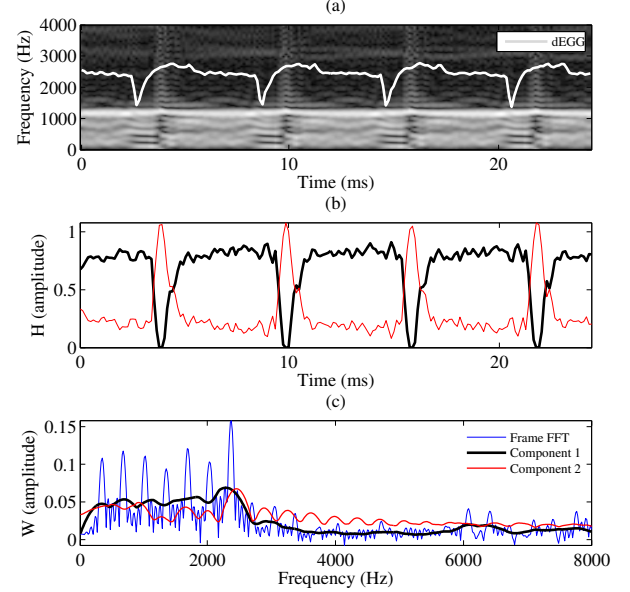 (a)
4000
3000
2000
1000
0
Frequency (Hz)
dEGG
0 10 20
Time (ms)
(b)
1
0.5
0
H (amplitude)
0 10 20
Time (ms)
(c)
0.15
0.1
0.05
0
W (amplitude)
Frame FFT
Component 1
Component 2
0 2000 4000 6000 8000
Frequency (Hz)